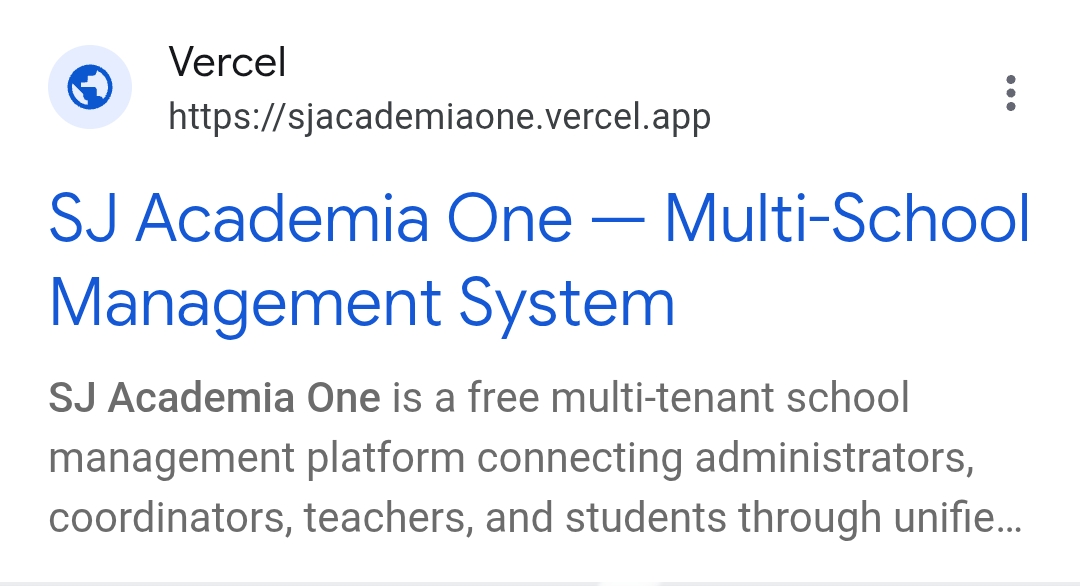 Vercel
https://sjacademiaone.vercel.app
SJ Academia One — Multi-School
Management System
SJ Academia One is a free multi-tenant school
management platform connecting administrators,
coordinators, teachers, and students through unifie...